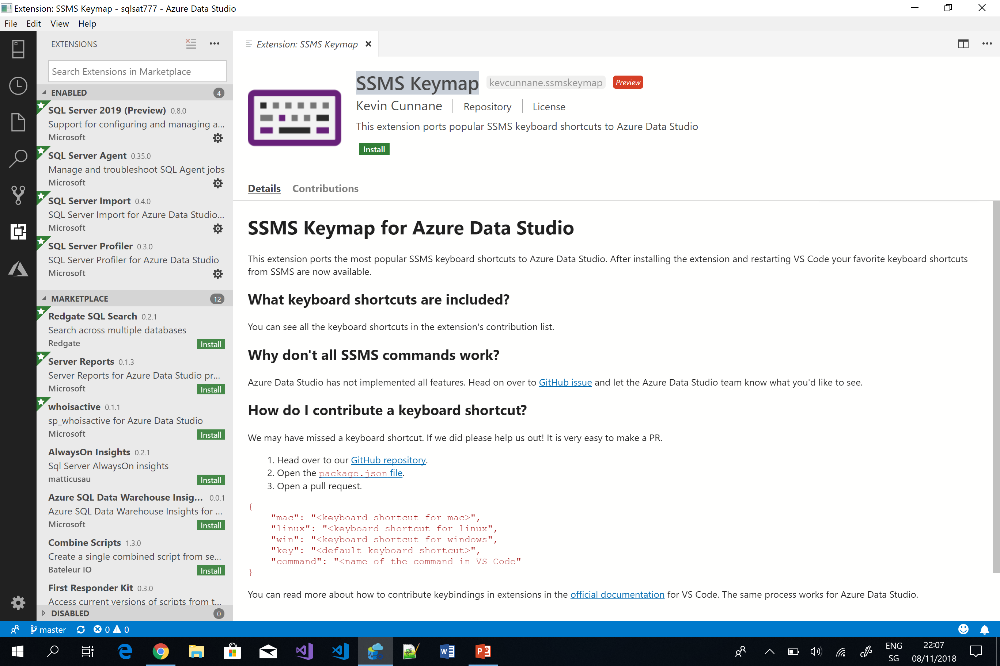 Extension: SSMS Keymap - sqlsat777 - Azure Data Studio
File Edit View Help
EXTENSIONS
Search Extensions in Marketplace
ENABLED 4
SQL Server 2019 (Preview) 0.8.0
Support for configuring and managing a...
Microsoft
SQL Server Agent 0.35.0
Manage and troubleshoot SQL Agent jobs
Microsoft
SQL Server Import 0.4.0
SQL Server Import for Azure Data Studio...
Microsoft
SQL Server Profiler 0.3.0
SQL Server Profiler for Azure Data Studio
Microsoft
MARKETPLACE 12
Redgate SQL Search 0.2.1
Search across multiple databases
Redgate Install
Server Reports 0.1.3
Server Reports for Azure Data Studio pr...
Microsoft Install
whoisactive 0.1.1
sp_whoisactive for Azure Data Studio
Microsoft Install
AlwaysOn Insights 0.2.1
Sql Server AlwaysOn insights
matticusau Install
Azure SQL Data Warehouse Insig... 0.0.1
Azure SQL Data Warehouse Insights for ...
Microsoft Install
Combine Scripts 1.3.0
Create a single combined script from se...
Bateleur IO Install
First Responder Kit 0.3.0
Access current versions of scripts from t...
DISABLED 0
Extension: SSMS Keymap
SSMS Keymap kevcunnane.ssmskeymap Preview
Kevin Cunnane | Repository | License
This extension ports popular SSMS keyboard shortcuts to Azure Data Studio
Install
Details Contributions
SSMS Keymap for Azure Data Studio
This extension ports the most popular SSMS keyboard shortcuts to Azure Data Studio. After installing the extension and restarting VS Code your favorite keyboard shortcuts
from SSMS are now available.
What keyboard shortcuts are included?
You can see all the keyboard shortcuts in the extension's contribution list.
Why don't all SSMS commands work?
Azure Data Studio has not implemented all features. Head on over to GitHub issue and let the Azure Data Studio team know what you'd like to see.
How do I contribute a keyboard shortcut?
We may have missed a keyboard shortcut. If we did please help us out! It is very easy to make a PR.
1. Head over to our GitHub repository.
2. Open the package.json file.
3. Open a pull request.
{
"mac": "<keyboard shortcut for mac>",
"linux": "<keyboard shortcut for linux",
"win": "<keyboard shortcut for windows",
"key": "<default keyboard shortcut>",
"command": "<name of the command in VS Code"
}
You can read more about how to contribute keybindings in extensions in the official documentation for VS Code. The same process works for Azure Data Studio.
master 0 0
ENG
SG
22:07
08/11/2018